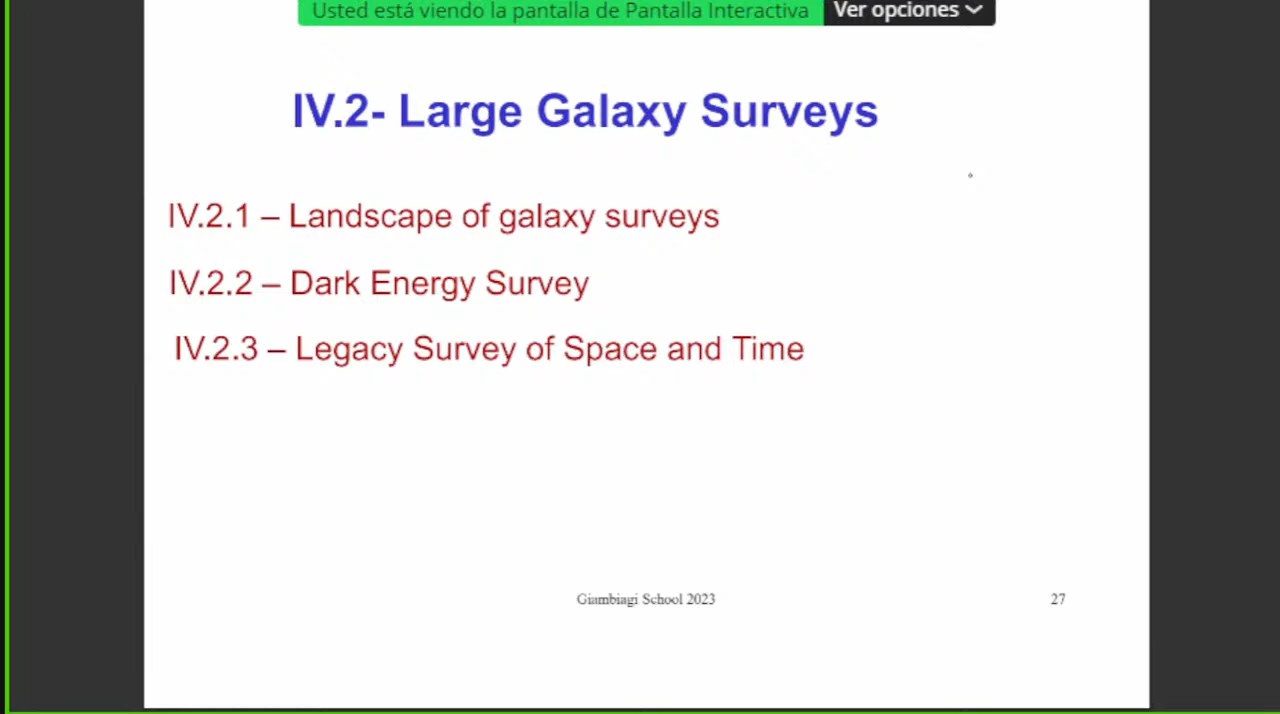 Usted está viendo la pantalla de Pantalla Interactiva Ver opciones
IV.2- Large Galaxy Surveys
IV.2.1 – Landscape of galaxy surveys
IV.2.2 – Dark Energy Survey
IV.2.3 – Legacy Survey of Space and Time
Giambiagi School 2023 27